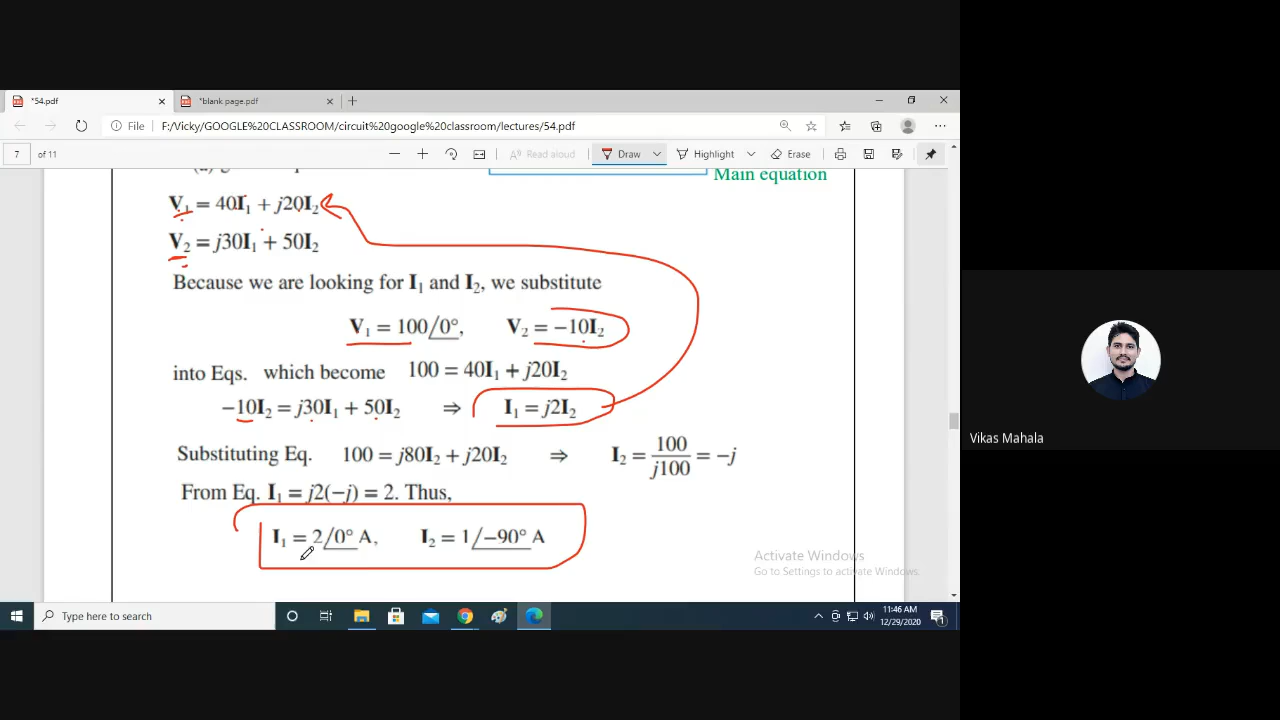 *54.pdf
*blank page.pdf
File F:/Vicky/GOOGLE%20CLASSROOM/circuit%20google%20classroom/lectures/54.pdf
7 of 11
Read aloud
Draw
Highlight
Erase
Main equation
V₁ = 40I₁ + j20I₂
V₂ = j30I₁ + 50I₂
Because we are looking for I₁ and I₂, we substitute
V₁ = 100/0°, V₂ = −10I₂
into Eqs. which become 100 = 40I₁ + j20I₂
−10I₂ = j30I₁ + 50I₂ ⇒ I₁ = j2I₂
Substituting Eq. 100 = j80I₂ + j20I₂ ⇒ I₂ = 100/j100 = −j
From Eq. I₁ = j2(−j) = 2. Thus,
I₁ = 2/0° A, I₂ = 1/−90° A
Activate Windows
Go to Settings to activate Windows.
Type here to search
11:46 AM
12/29/2020
1
Vikas Mahala